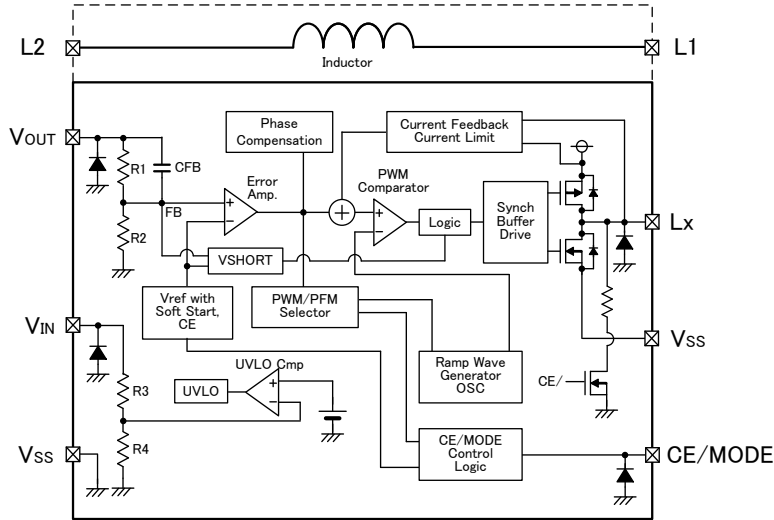 L2
L1
Inductor
VOUT
Phase
Compensation
Current Feedback
Current Limit
R1
CFB
Error
Amp.
PWM
Comparator
+
−
+
−
FB
Logic
Synch
Buffer
Drive
Lx
R2
VSHORT
Vref with
Soft Start,
CE
PWM/PFM
Selector
VIN
VSS
UVLO Cmp
Ramp Wave
Generator
OSC
R3
UVLO
+
−
CE/
R4
VSS
CE/MODE
Control
Logic
CE/MODE